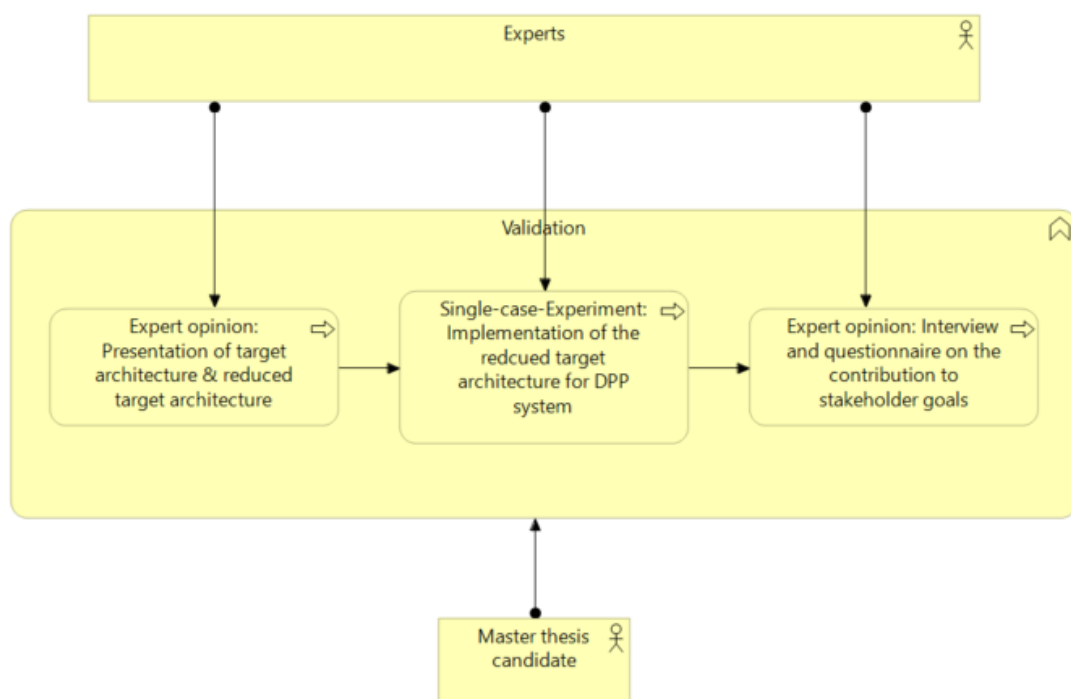 Experts
Validation
Expert opinion:
Presentation of target
architecture & reduced
target architecture
Single-case-Experiment:
Implementation of the
redcued target
architecture for DPP
system
Expert opinion: Interview
and questionnaire on the
contribution to
stakeholder goals
Master thesis
candidate